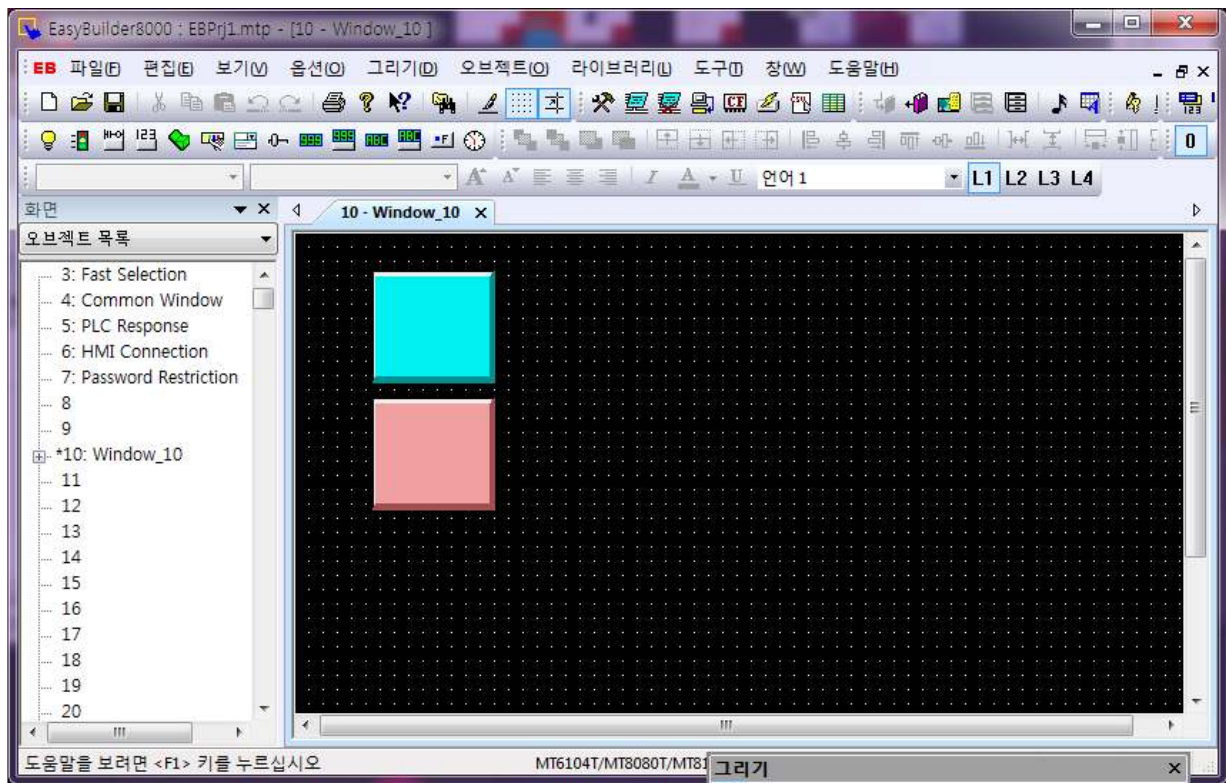 EasyBuilder8000 : EBPrj1.mtp - [10 - Window_10 ]
EB 파일(F) 편집(E) 보기(V) 옵션(O) 그리기(D) 오브젝트(O) 라이브러리(L) 도구(T) 창(W) 도움말(H)
언어 1 L1 L2 L3 L4
화면
10 - Window_10
오브젝트 목록
3: Fast Selection
4: Common Window
5: PLC Response
6: HMI Connection
7: Password Restriction
8
9
*10: Window_10
11
12
13
14
15
16
17
18
19
20
도움말을 보려면 <F1> 키를 누르십시오
MT6104T/MT8080T/MT81
그리기